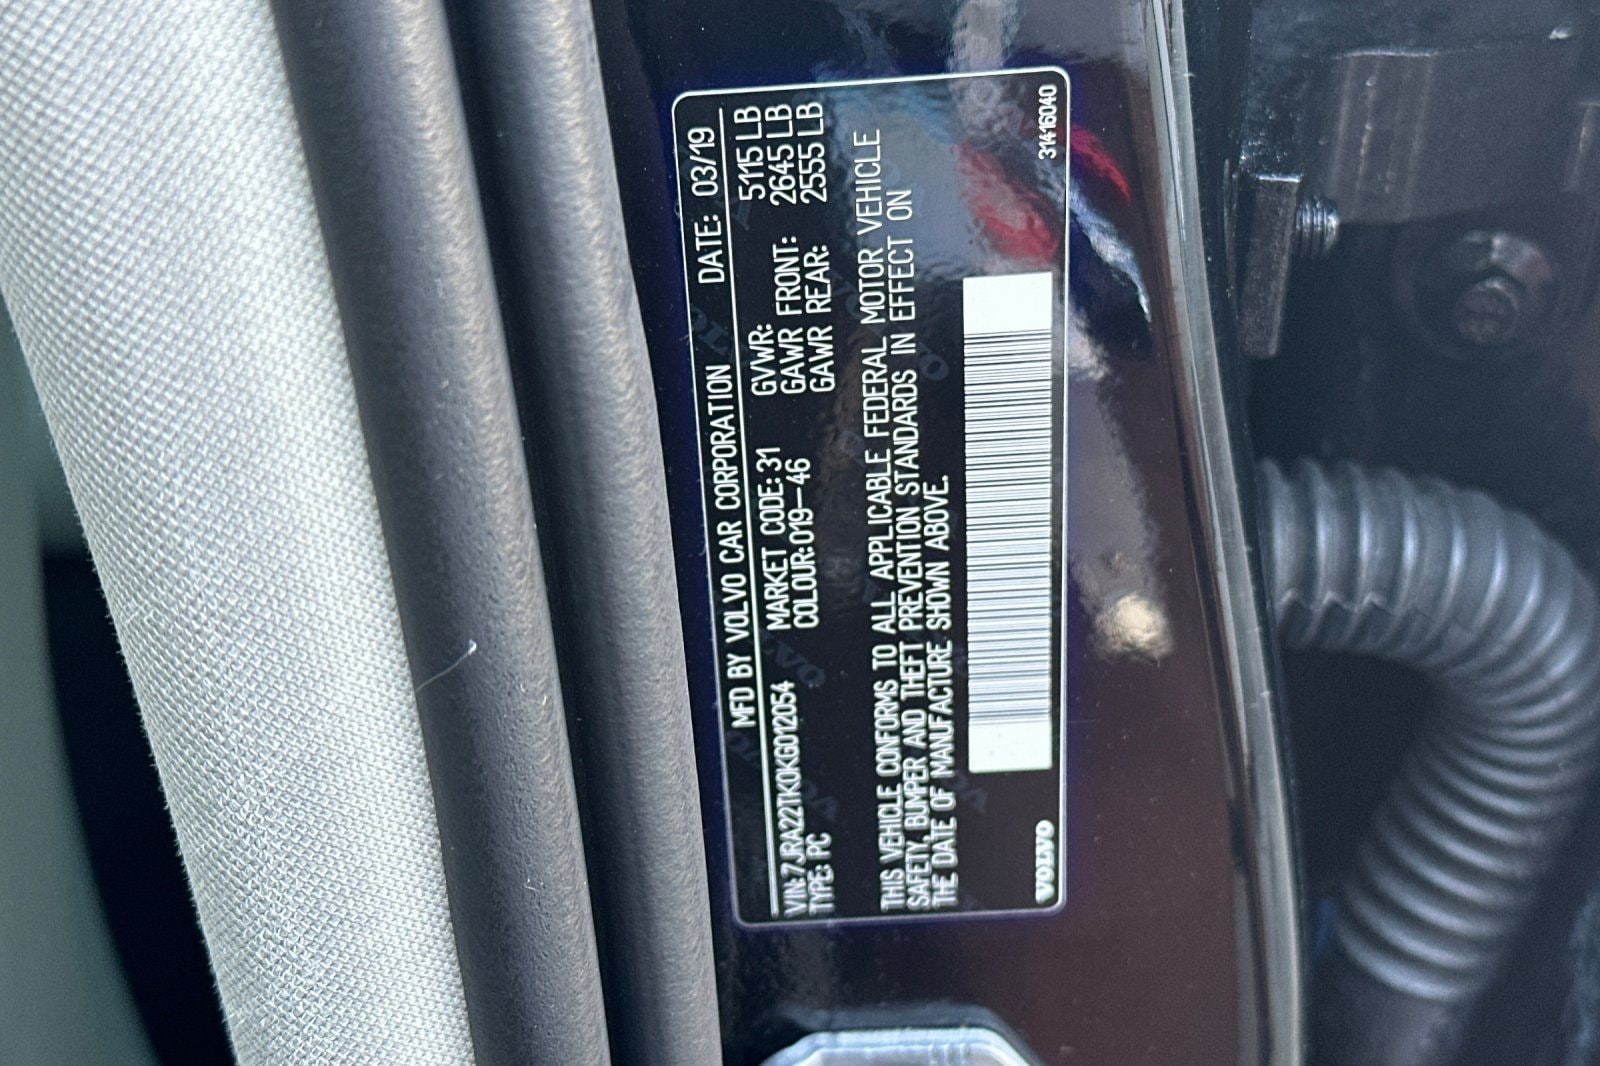 MFD BY VOLVO CAR CORPORATION DATE: 03/19
VIN: 7JRA22TK0KG012054 MARKET CODE: 31 GVWR: 5115 LB
TYPE: PC COLOUR: 019-46 GAWR FRONT: 2645 LB
GAWR REAR: 2555 LB
THIS VEHICLE CONFORMS TO ALL APPLICABLE FEDERAL MOTOR VEHICLE
SAFETY, BUMPER AND THEFT PREVENTION STANDARDS IN EFFECT ON
THE DATE OF MANUFACTURE SHOWN ABOVE.
VOLVO 31416040